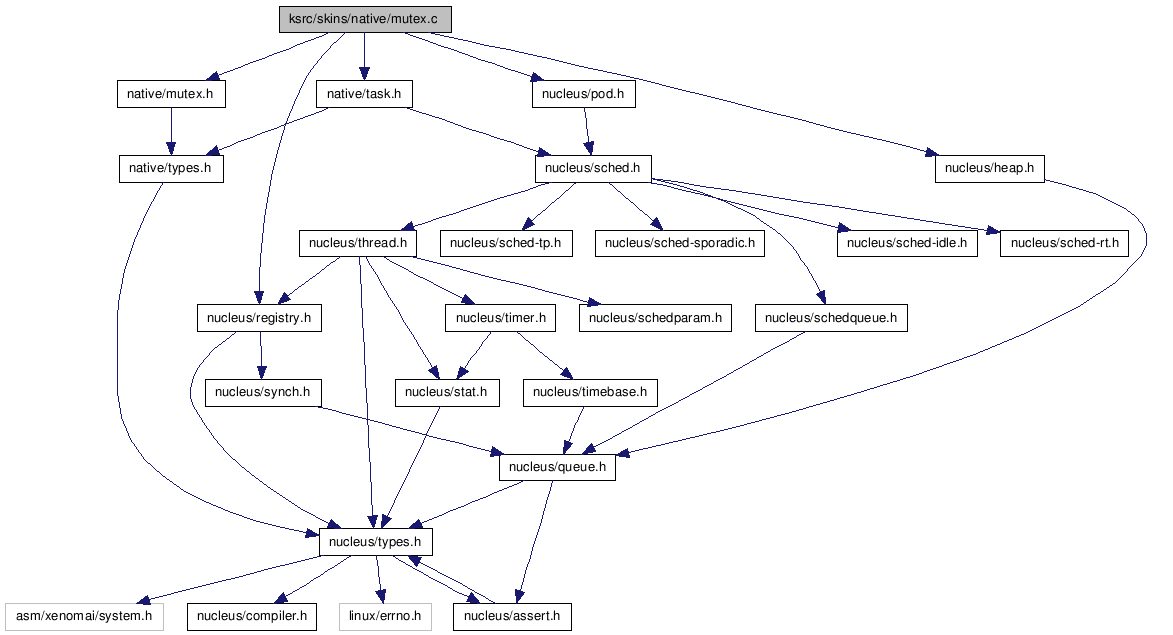 ksrc/skins/native/mutex.c
native/mutex.h
native/task.h
nucleus/pod.h
native/types.h
nucleus/sched.h
nucleus/heap.h
nucleus/thread.h
nucleus/sched-tp.h
nucleus/sched-sporadic.h
nucleus/sched-idle.h
nucleus/sched-rt.h
nucleus/registry.h
nucleus/timer.h
nucleus/schedparam.h
nucleus/schedqueue.h
nucleus/synch.h
nucleus/stat.h
nucleus/timebase.h
nucleus/queue.h
nucleus/types.h
asm/xenomai/system.h
nucleus/compiler.h
linux/errno.h
nucleus/assert.h